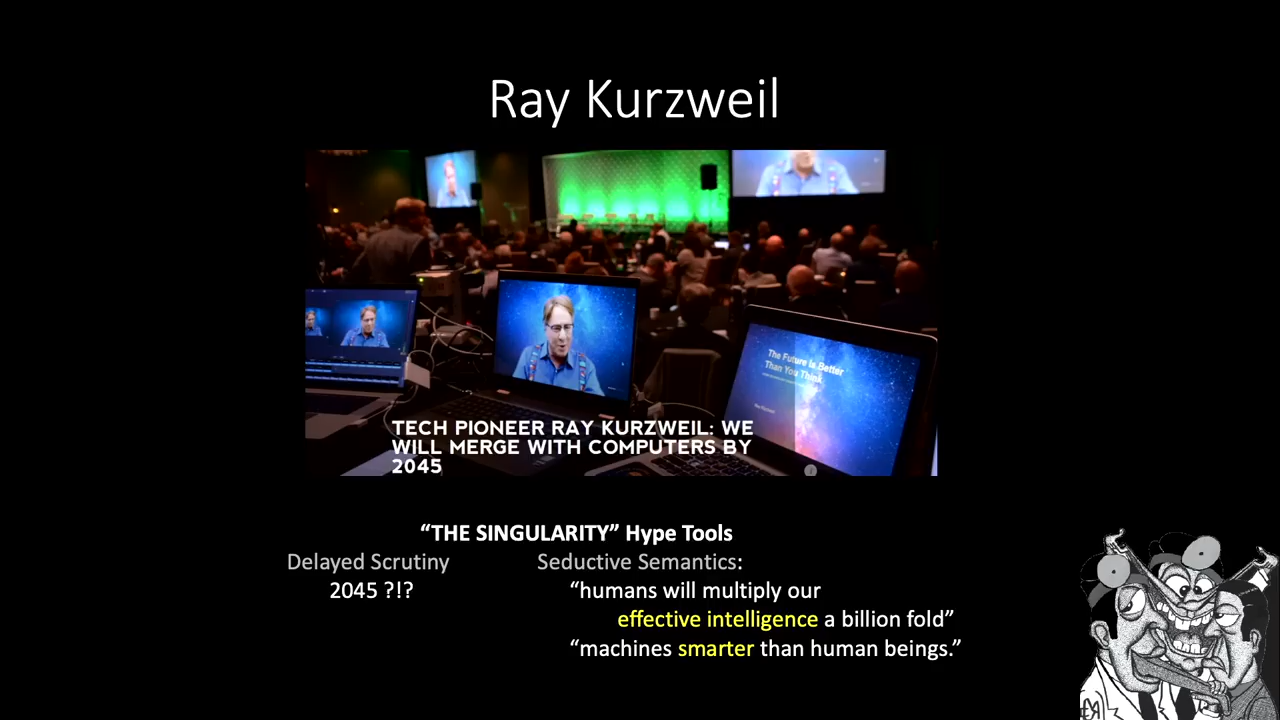 Ray Kurzweil
The Future Is Better
Than You Think
TECH PIONEER RAY KURZWEIL: WE
WILL MERGE WITH COMPUTERS BY
2045
“THE SINGULARITY” Hype Tools
Delayed Scrutiny
2045 ?!?
Seductive Semantics:
“humans will multiply our
effective intelligence a billion fold”
“machines smarter than human beings.”